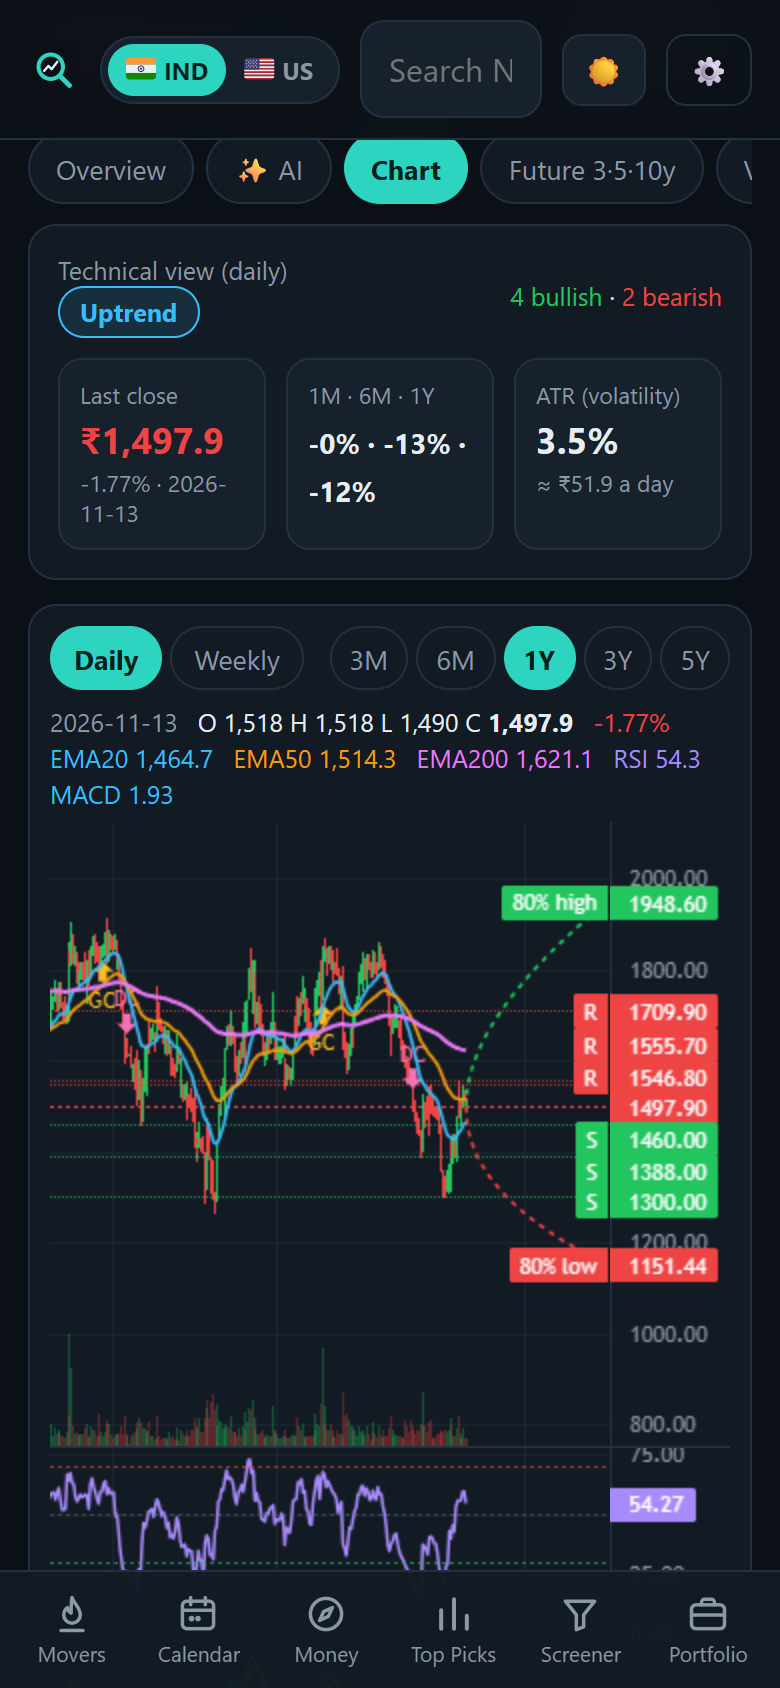 IND
US
Search N
Overview
✨ AI
Chart
Future 3·5·10y
Technical view (daily)
Uptrend
4 bullish · 2 bearish
Last close
₹1,497.9
-1.77% · 2026-
11-13
1M · 6M · 1Y
-0% · -13% ·
-12%
ATR (volatility)
3.5%
≈ ₹51.9 a day
Daily
Weekly
3M
6M
1Y
3Y
5Y
2026-11-13 O 1,518 H 1,518 L 1,490 C 1,497.9 -1.77%
EMA20 1,464.7 EMA50 1,514.3 EMA200 1,621.1 RSI 54.3
MACD 1.93
2000.00
80% high 1948.60
1800.00
GC
R 1709.90
R 1555.70
GC
DC
R 1546.80
1497.90
S 1460.00
S 1388.00
S 1300.00
1200.00
80% low 1151.44
1000.00
800.00
75.00
54.27
Movers
Calendar
Money
Top Picks
Screener
Portfolio